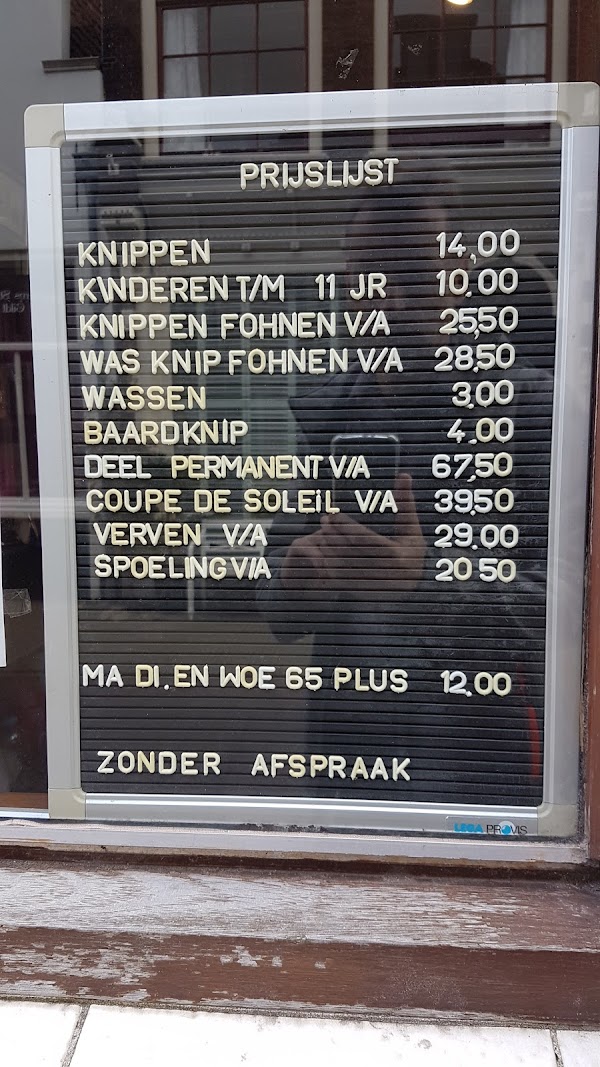 PRIJSLIJST
KNIPPEN 14,00
KINDEREN T/M 11 JR 10.00
KNIPPEN FOHNEN V/A 25,50
WAS KNIP FOHNEN V/A 28,50
WASSEN 3.00
BAARDKNIP 4.00
DEEL PERMANENT V/A 67,50
COUPE DE SOLEiL V/A 39,50
VERVEN V/A 29.00
SPOELING V/A 20 50
MA DI. EN WOE 65 PLUS 12.00
ZONDER AFSPRAAK
LEGA PROVIS